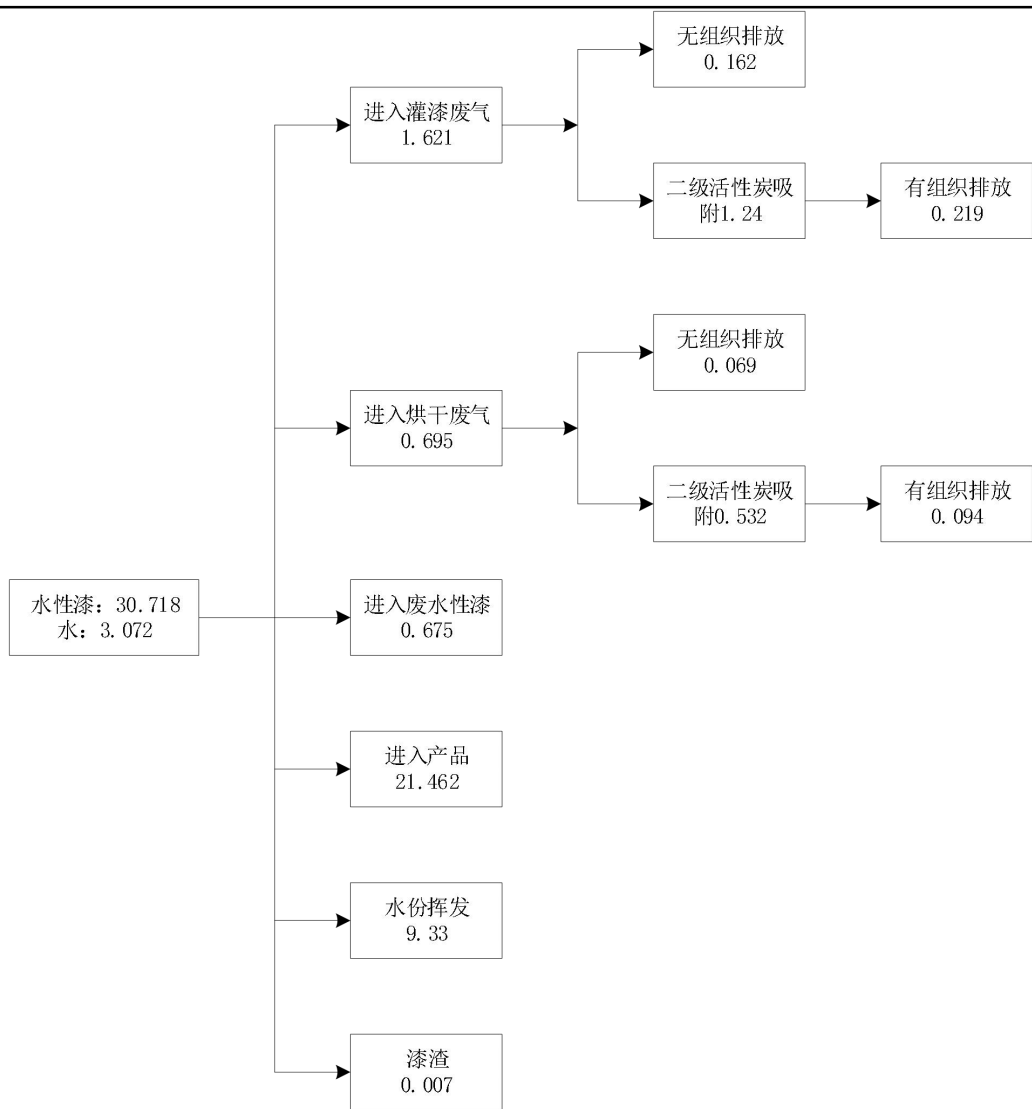 无组织排放
0.162
进入灌漆废气
1.621
二级活性炭吸
附1.24
有组织排放
0.219
无组织排放
0.069
进入烘干废气
0.695
二级活性炭吸
附0.532
有组织排放
0.094
水性漆：30.718
水：3.072
进入废水性漆
0.675
进入产品
21.462
水份挥发
9.33
漆渣
0.007